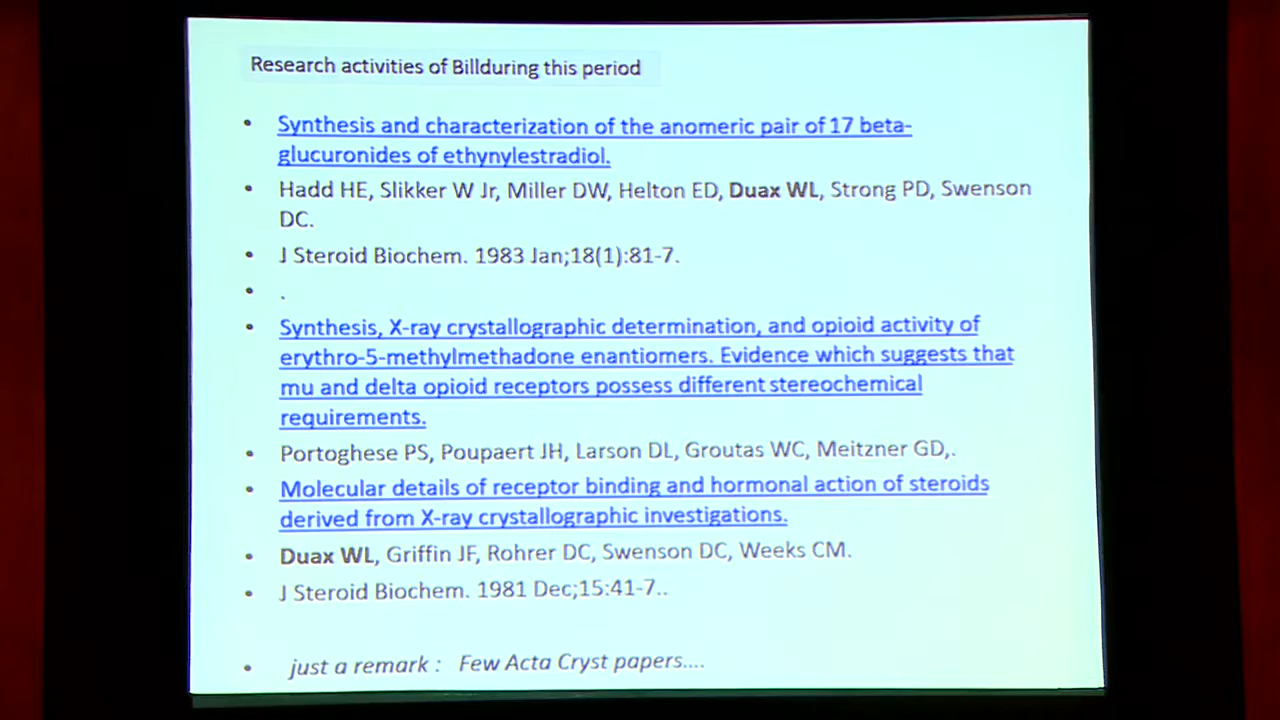 Research activities of Billduring this period
• Synthesis and characterization of the anomeric pair of 17 beta-
glucuronides of ethynylestradiol.
• Hadd HE, Slikker W Jr, Miller DW, Helton ED, Duax WL, Strong PD, Swenson
DC.
• J Steroid Biochem. 1983 Jan;18(1):81-7.
• .
• Synthesis, X-ray crystallographic determination, and opioid activity of
erythro-5-methylmethadone enantiomers. Evidence which suggests that
mu and delta opioid receptors possess different stereochemical
requirements.
• Portoghese PS, Poupaert JH, Larson DL, Groutas WC, Meitzner GD,.
• Molecular details of receptor binding and hormonal action of steroids
derived from X-ray crystallographic investigations.
• Duax WL, Griffin JF, Rohrer DC, Swenson DC, Weeks CM.
• J Steroid Biochem. 1981 Dec;15:41-7..
• just a remark : Few Acta Cryst papers....